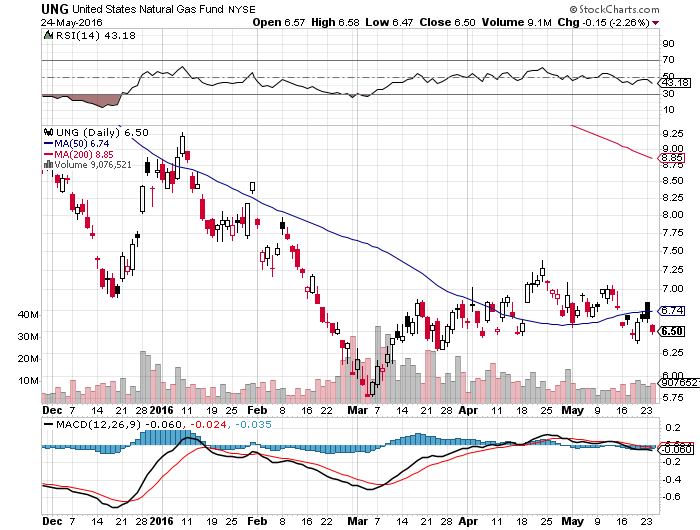 UNG United States Natural Gas Fund NYSE © StockCharts.com
24-May-2016 Open 6.57 High 6.58 Low 6.47 Close 6.50 Volume 9.1M Chg -0.15 (-2.26%)
RSI(14) 43.18
90
70
50
43.18
30
10
UNG (Daily) 6.50
MA(50) 6.74
MA(200) 8.85
Volume 9,076,521
9.25
9.00
8.85
8.75
8.50
8.25
8.00
7.75
7.50
7.25
7.00
6.74
6.50
6.25
6.00
5.75
40M
30M
20M
10M
9076521
Dec 7 14 21 28 2016 11 19 25 Feb 8 16 22 Mar 7 14 21 28 Apr 11 18 25 May 9 16 23
MACD(12,26,9) -0.060, -0.024, -0.035
0.2
-0.060
-0.2
-0.4
-0.6
Dec 7 14 21 28 2016 11 19 25 Feb 8 16 22 Mar 7 14 21 28 Apr 11 18 25 May 9 16 23